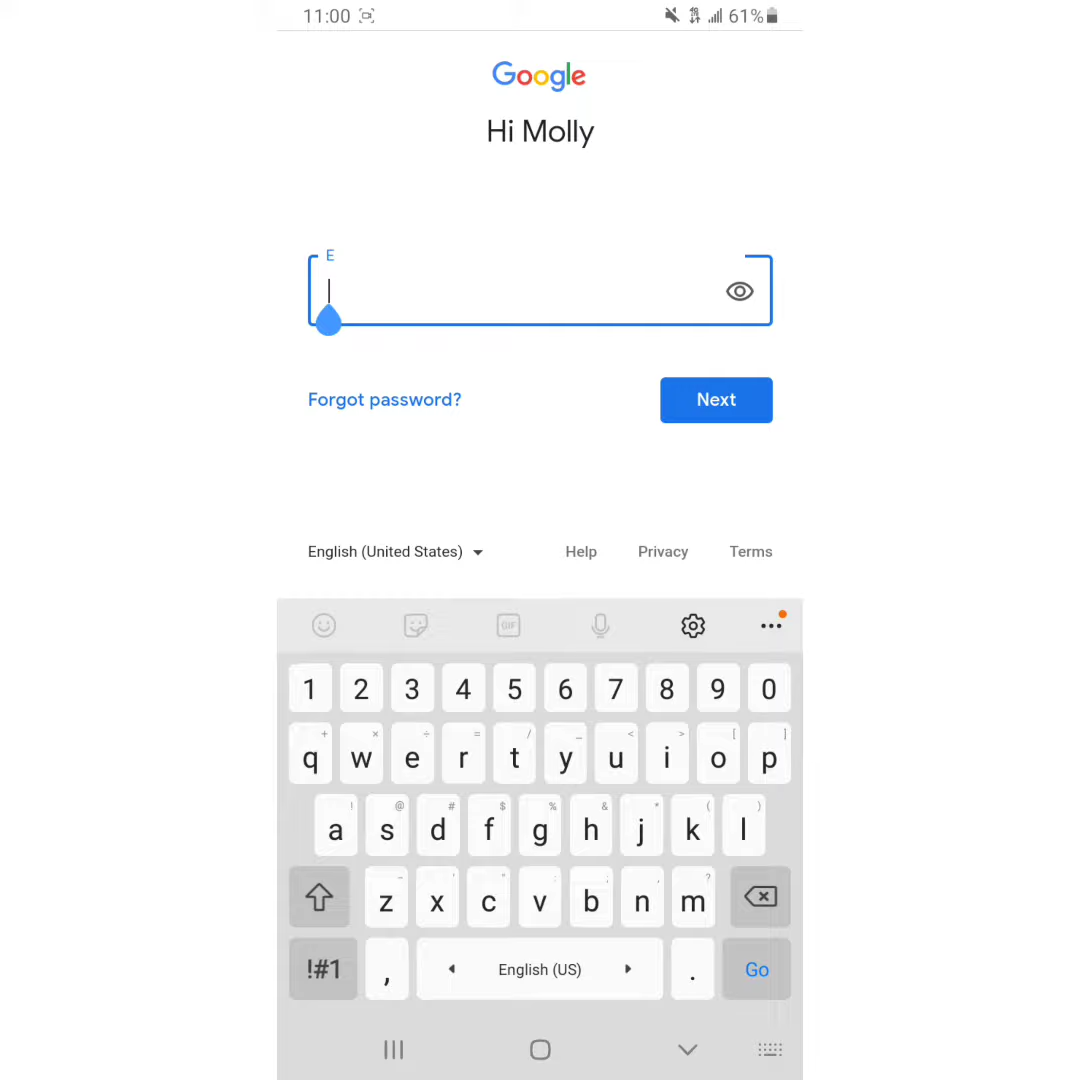 11:00 61%
Google
Hi Molly
E
Forgot password? Next
English (United States) Help Privacy Terms
GIF
1 2 3 4 5 6 7 8 9 0
+ × ÷ = / _ < > [ ]
q w e r t y u i o p
! @ # $ % & * ( )
a s d f g h j k l
- ' " : ; , ?
z x c v b n m
!#1 , English (US) . Go